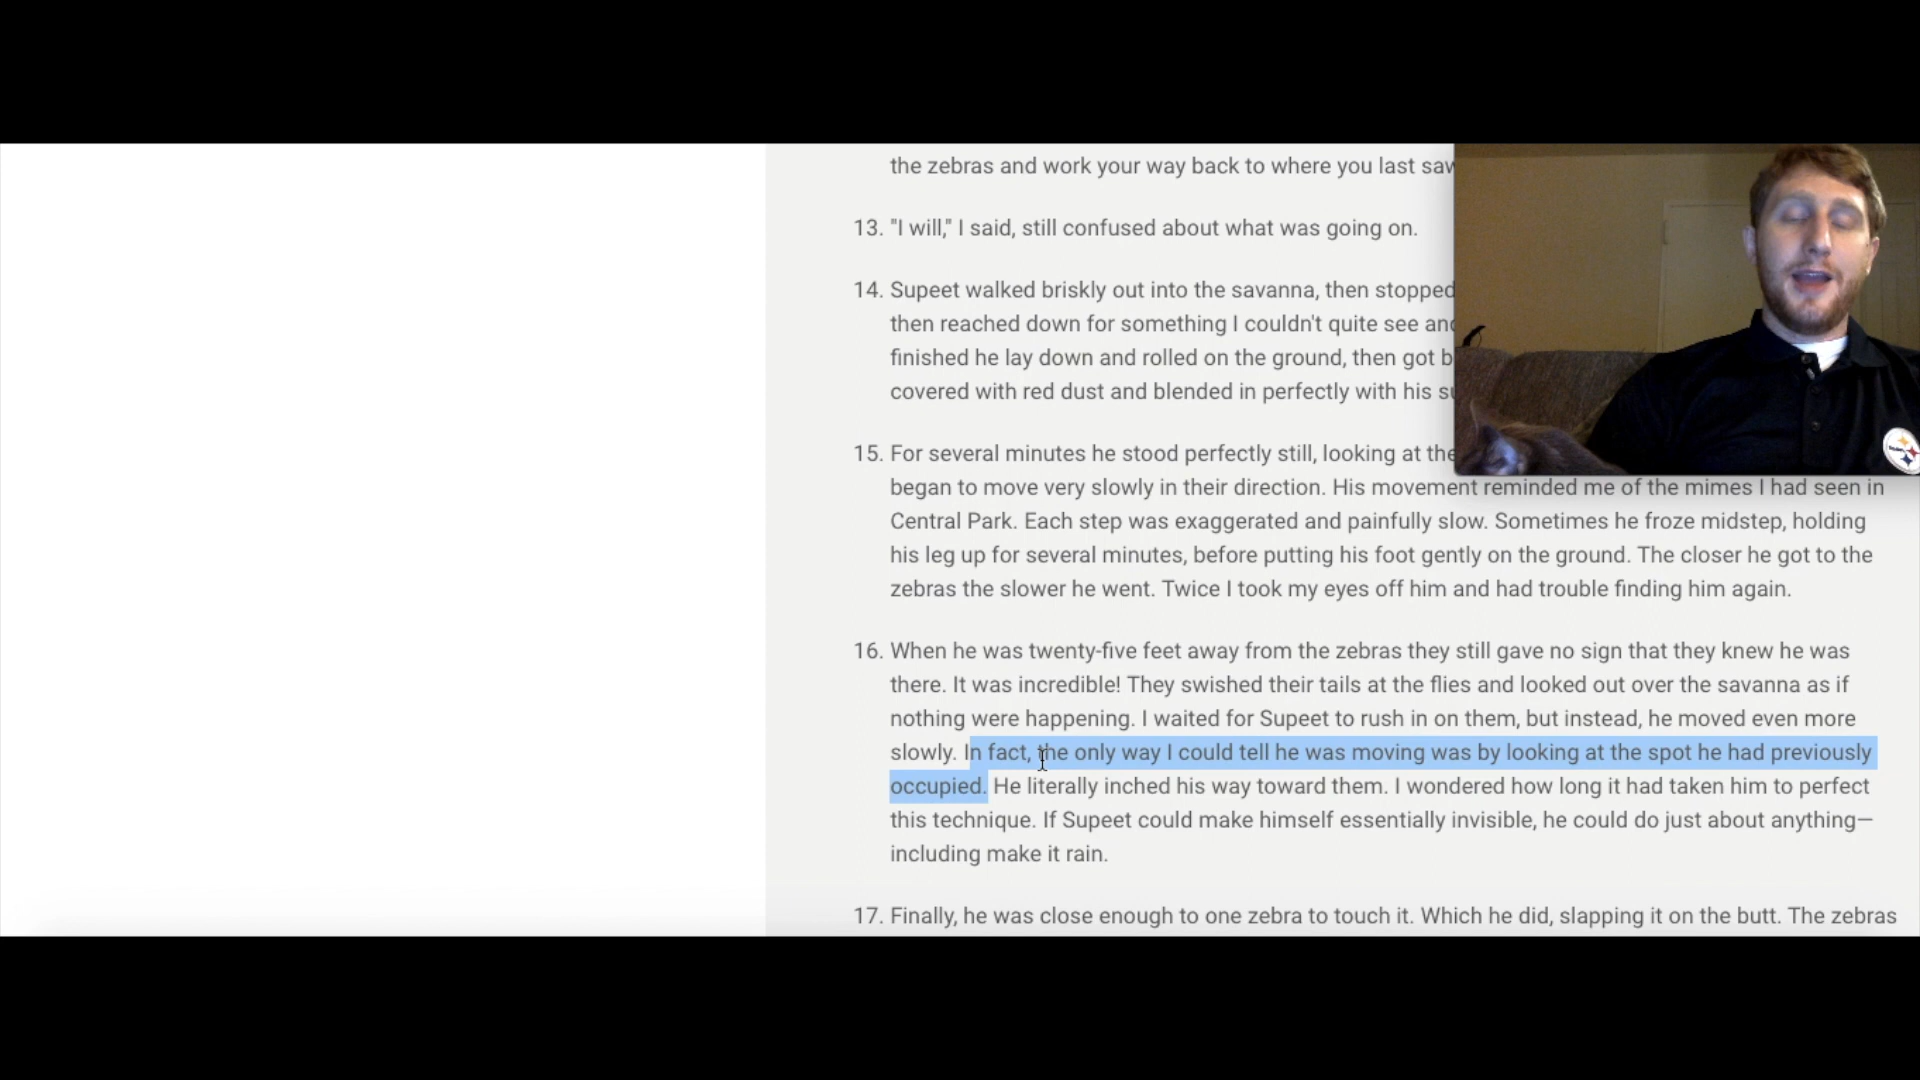 the zebras and work your way back to where you last saw
13. "I will," I said, still confused about what was going on.
14. Supeet walked briskly out into the savanna, then stopped
then reached down for something I couldn't quite see and
finished he lay down and rolled on the ground, then got b
covered with red dust and blended in perfectly with his su
15. For several minutes he stood perfectly still, looking at the
began to move very slowly in their direction. His movement reminded me of the mimes I had seen in
Central Park. Each step was exaggerated and painfully slow. Sometimes he froze midstep, holding
his leg up for several minutes, before putting his foot gently on the ground. The closer he got to the
zebras the slower he went. Twice I took my eyes off him and had trouble finding him again.
16. When he was twenty-five feet away from the zebras they still gave no sign that they knew he was
there. It was incredible! They swished their tails at the flies and looked out over the savanna as if
nothing were happening. I waited for Supeet to rush in on them, but instead, he moved even more
slowly. In fact, the only way I could tell he was moving was by looking at the spot he had previously
occupied. He literally inched his way toward them. I wondered how long it had taken him to perfect
this technique. If Supeet could make himself essentially invisible, he could do just about anything—
including make it rain.
17. Finally, he was close enough to one zebra to touch it. Which he did, slapping it on the butt. The zebras